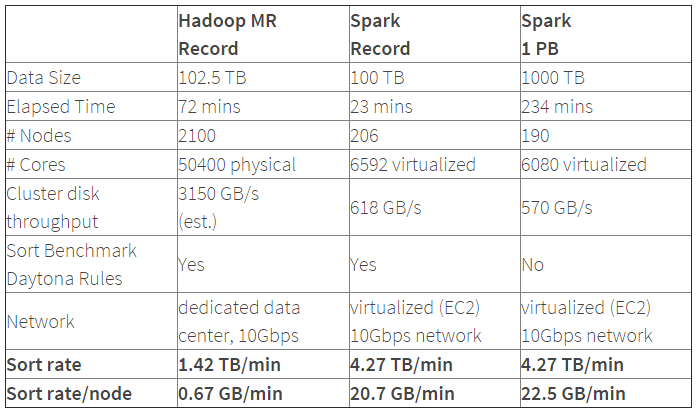 Hadoop MR Record Spark Record Spark 1 PB
Data Size 102.5 TB 100 TB 1000 TB
Elapsed Time 72 mins 23 mins 234 mins
# Nodes 2100 206 190
# Cores 50400 physical 6592 virtualized 6080 virtualized
Cluster disk throughput 3150 GB/s (est.) 618 GB/s 570 GB/s
Sort Benchmark Daytona Rules Yes Yes No
Network dedicated data center, 10Gbps virtualized (EC2) 10Gbps network virtualized (EC2) 10Gbps network
Sort rate 1.42 TB/min 4.27 TB/min 4.27 TB/min
Sort rate/node 0.67 GB/min 20.7 GB/min 22.5 GB/min